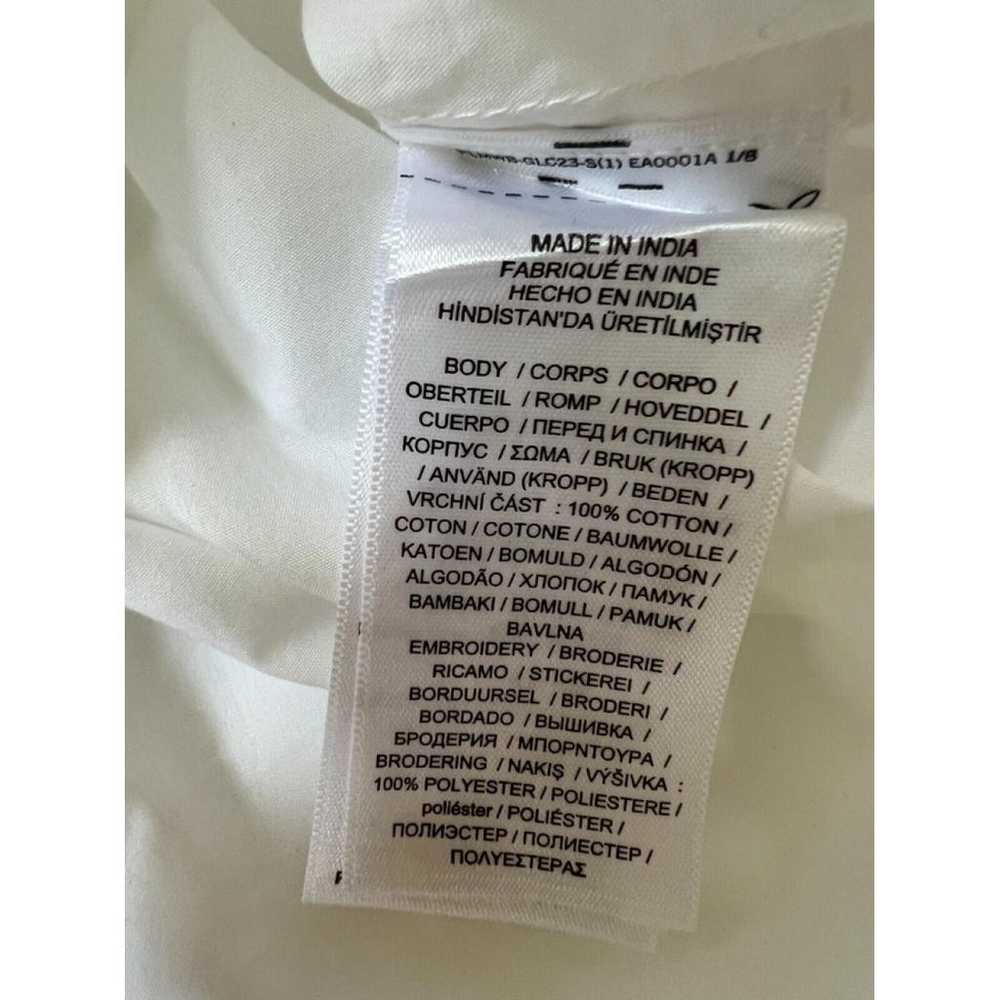 EA0001A 1/8
MADE IN INDIA
FABRIQUÉ EN INDE
HECHO EN INDIA
HİNDİSTAN'DA ÜRETİLMİŞTİR
BODY / CORPS / CORPO /
OBERTEIL / ROMP / HOVEDDEL /
CUERPO / ПЕРЕД И СПИНКА /
КОРПУС / ΣΩΜΑ / BRUK (KROPP)
/ ANVÄND (KROPP) / BEDEN /
VRCHNÍ ČÁST : 100% COTTON /
COTON / COTONE / BAUMWOLLE /
KATOEN / BOMULD / ALGODÓN /
ALGODÃO / ХЛОПОК / ПАМУК /
BAMBAKI / BOMULL / PAMUK /
BAVLNA
EMBROIDERY / BRODERIE /
RICAMO / STICKEREI /
BORDUURSEL / BRODERI /
BORDADO / ВЫШИВКА /
БРОДЕРИЯ / ΜΠΟΡΝΤΟΥΡΑ /
BRODERING / NAKIŞ / VÝŠIVKA :
100% POLYESTER / POLIESTERE /
poliéster / POLIÉSTER /
ПОЛИЭСТЕР / ПОЛИЕСТЕР /
ΠΟΛΥΕΣΤΕΡΑΣ